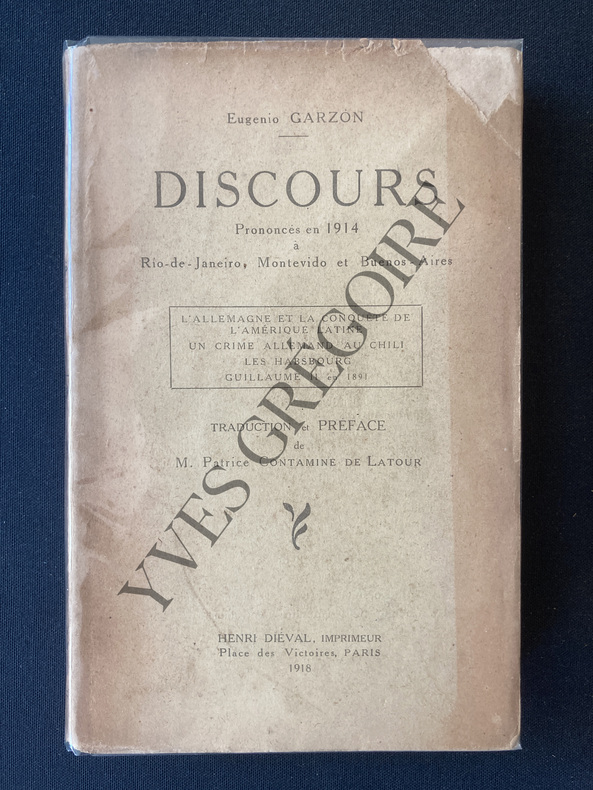 Eugenio GARZÓN
DISCOURS
Prononcés en 1914
à
Rio-de-Janeiro, Montevido et Buenos-Aires
L'ALLEMAGNE ET LA CONQUÊTE DE
L'AMÉRIQUE LATINE
UN CRIME ALLEMAND AU CHILI
LES HABSBOURG
GUILLAUME II en 1891
TRADUCTION et PRÉFACE
de
M. Patrice CONTAMINE DE LATOUR
HENRI DIÉVAL, IMPRIMEUR
Place des Victoires, PARIS
1918
YVES GRÉGOIRE